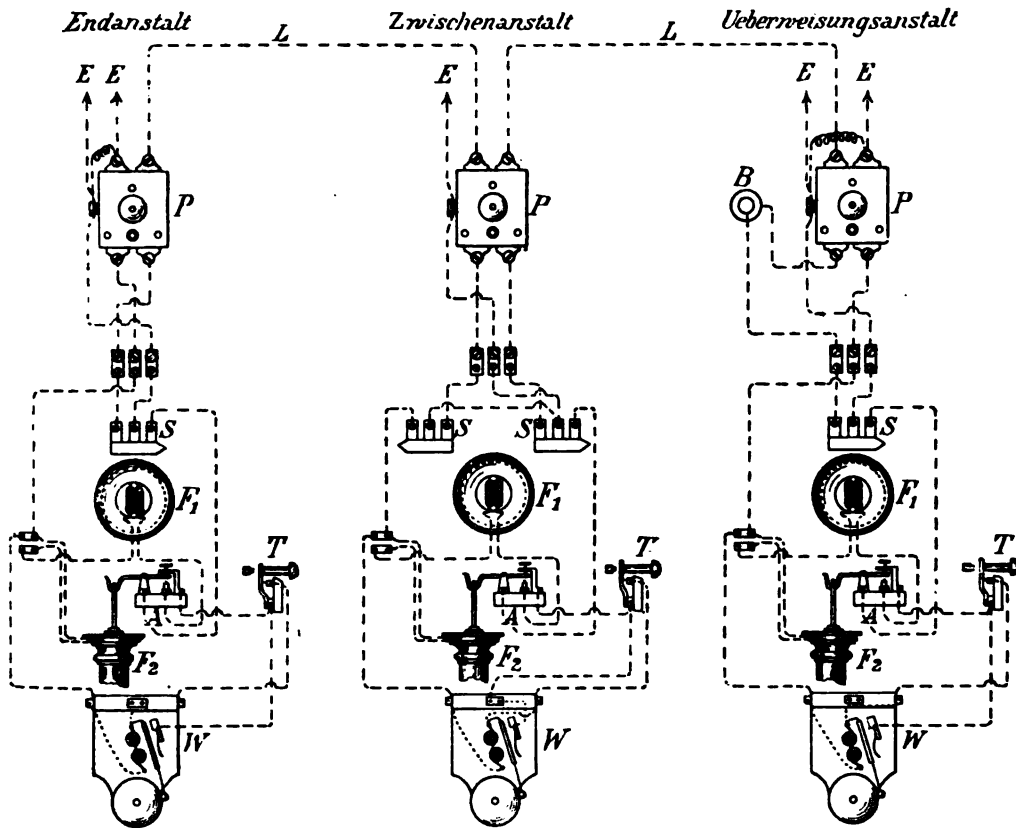 Endanstalt Zwischenanstalt Ueberweisungsanstalt
L L
E E E E E
B
P P P
S S S S
F₁ F₁ F₁
T T T
A A A
F₂ F₂ F₂
W W W